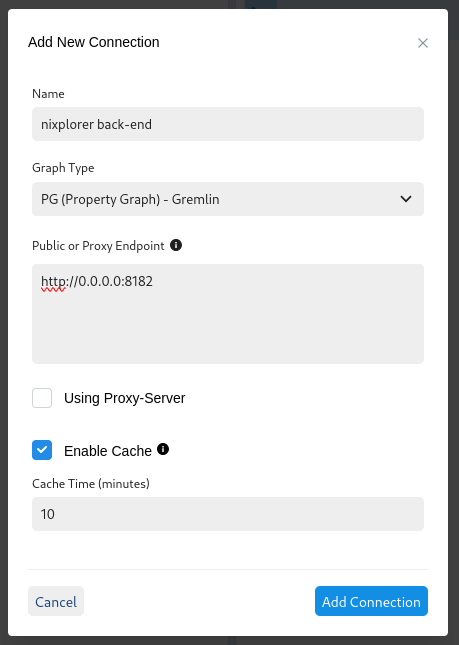 Add New Connection
Name
nixplorer back-end
Graph Type
PG (Property Graph) - Gremlin
Public or Proxy Endpoint
http://0.0.0.0:8182
Using Proxy-Server
Enable Cache
Cache Time (minutes)
10
Cancel
Add Connection